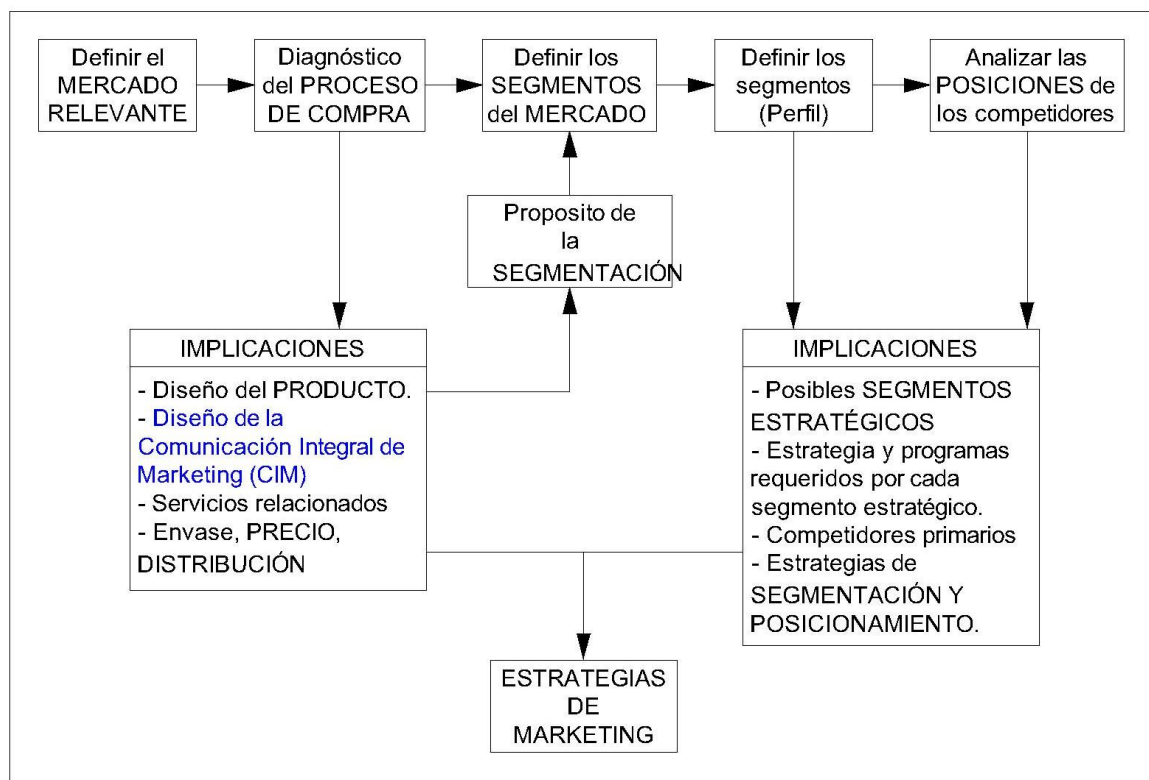 Definir el
MERCADO
RELEVANTE
Diagnóstico
del PROCESO
DE COMPRA
Definir los
SEGMENTOS
del MERCADO
Definir los
segmentos
(Perfil)
Analizar las
POSICIONES de
los competidores
Proposito de
la
SEGMENTACIÓN
IMPLICACIONES
- Diseño del PRODUCTO.
- Diseño de la
Comunicación Integral de
Marketing (CIM)
- Servicios relacionados
- Envase, PRECIO,
DISTRIBUCIÓN
IMPLICACIONES
- Posibles SEGMENTOS
ESTRATÉGICOS
- Estrategia y programas
requeridos por cada
segmento estratégico.
- Competidores primarios
- Estrategias de
SEGMENTACIÓN Y
POSICIONAMIENTO.
ESTRATEGIAS
DE
MARKETING